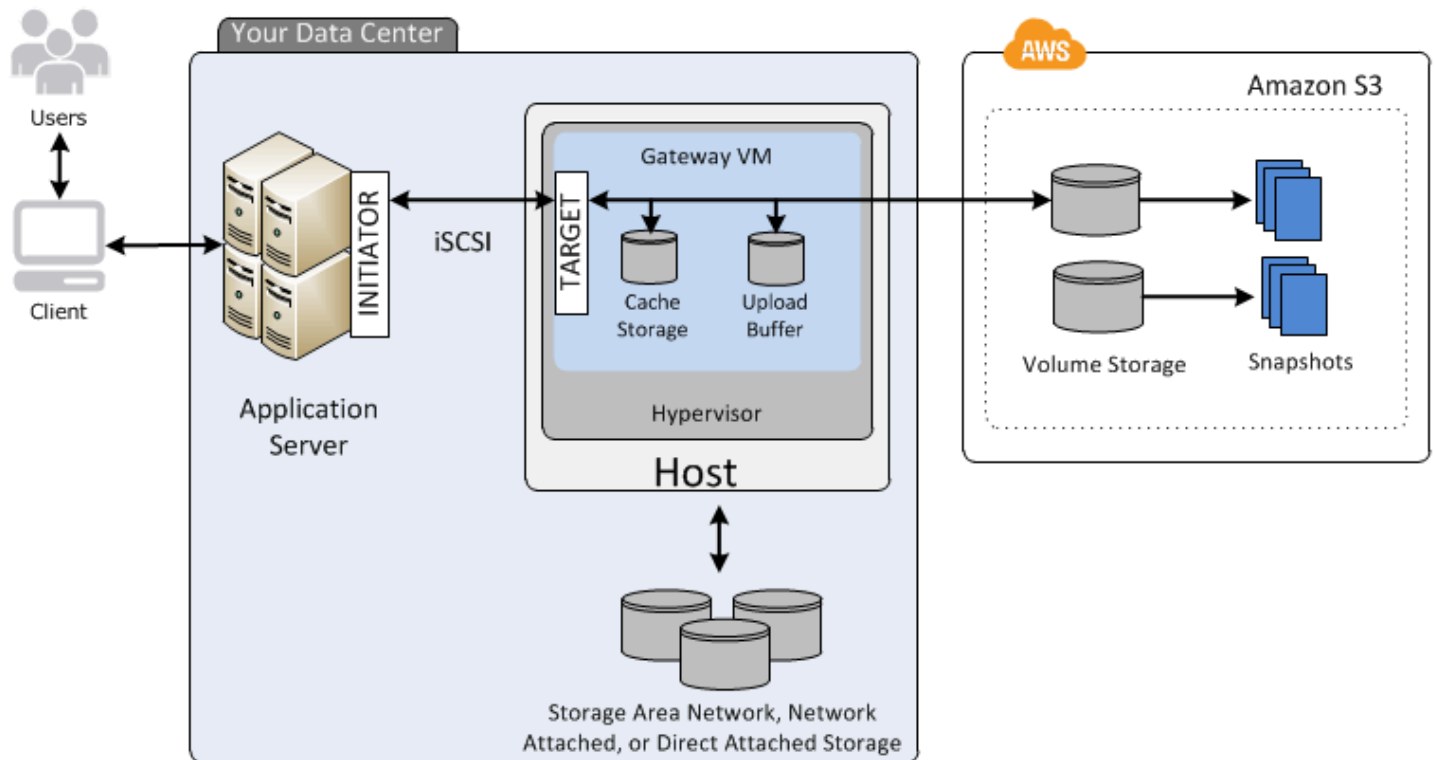 Your Data Center
AWS
Amazon S3
Users
Gateway VM
INITIATOR
iSCSI
TARGET
Client
Cache
Storage
Upload
Buffer
Volume Storage
Snapshots
Application
Server
Hypervisor
Host
Storage Area Network, Network
Attached, or Direct Attached Storage